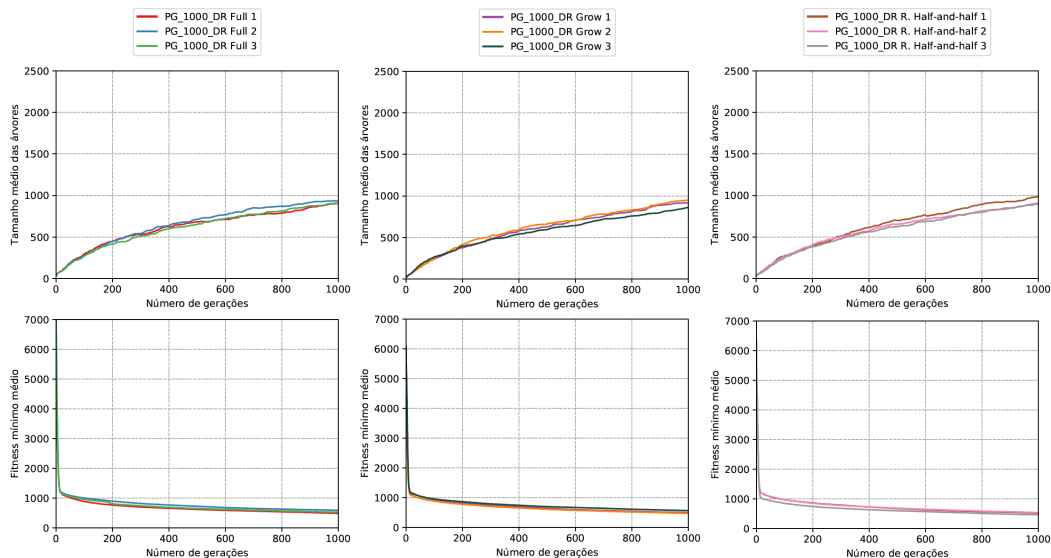 PG_1000_DR Full 1
PG_1000_DR Full 2
PG_1000_DR Full 3
PG_1000_DR Grow 1
PG_1000_DR Grow 2
PG_1000_DR Grow 3
PG_1000_DR R. Half-and-half 1
PG_1000_DR R. Half-and-half 2
PG_1000_DR R. Half-and-half 3
Tamanho médio das árvores
2500
2000
1500
1000
500
0
0 200 400 600 800 1000
Número de gerações
Tamanho médio das árvores
2500
2000
1500
1000
500
0
0 200 400 600 800 1000
Número de gerações
Tamanho médio das árvores
2500
2000
1500
1000
500
0
0 200 400 600 800 1000
Número de gerações
Fitness mínimo médio
7000
6000
5000
4000
3000
2000
1000
0
0 200 400 600 800 1000
Número de gerações
Fitness mínimo médio
7000
6000
5000
4000
3000
2000
1000
0
0 200 400 600 800 1000
Número de gerações
Fitness mínimo médio
7000
6000
5000
4000
3000
2000
1000
0
0 200 400 600 800 1000
Número de gerações